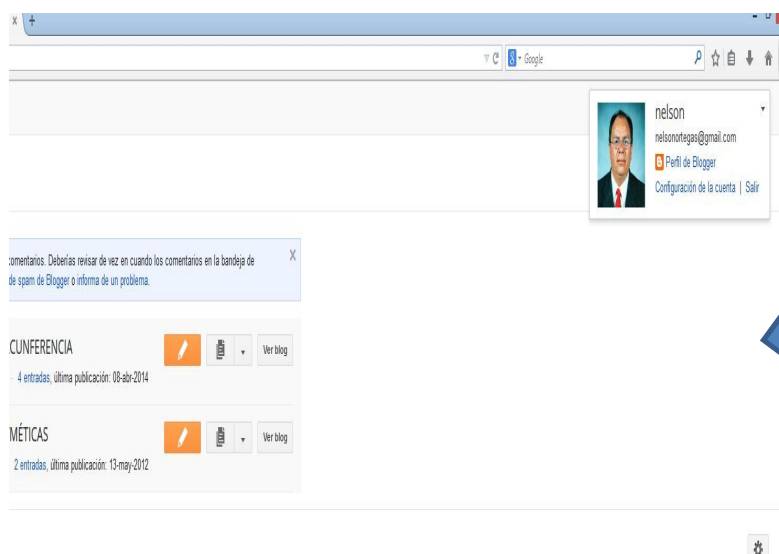 Google
nelson
nelsonortegas@gmail.com
Perfil de Blogger
Configuración de la cuenta | Salir
comentarios. Deberías revisar de vez en cuando los comentarios en la bandeja de
de spam de Blogger o informa de un problema.
CUNFERENCIA
Ver blog
- 4 entradas, última publicación: 08-abr-2014
MÉTICAS
Ver blog
2 entradas, última publicación: 13-may-2012